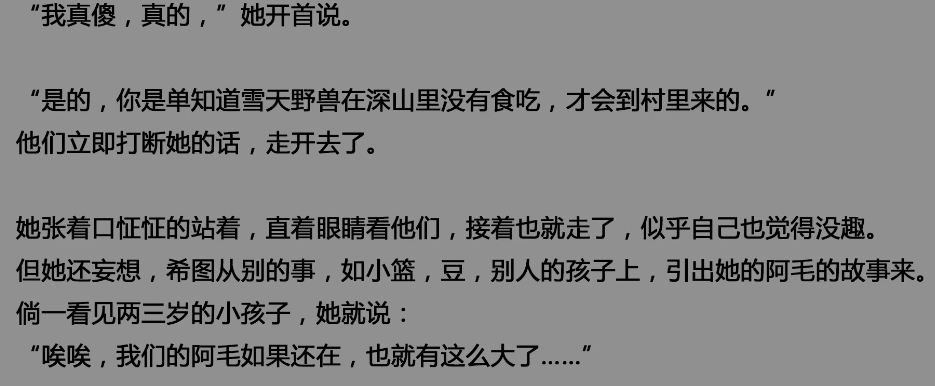 “我真傻，真的，”她开首说。
“是的，你是单知道雪天野兽在深山里没有食吃，才会到村里来的。”
他们立即打断她的话，走开去了。
她张着口怔怔的站着，直着眼睛看他们，接着也就走了，似乎自己也觉得没趣。
但她还妄想，希图从别的事，如小篮，豆，别人的孩子上，引出她的阿毛的故事来。
倘一看见两三岁的小孩子，她就说：
“唉唉，我们的阿毛如果还在，也就有这么大了……”